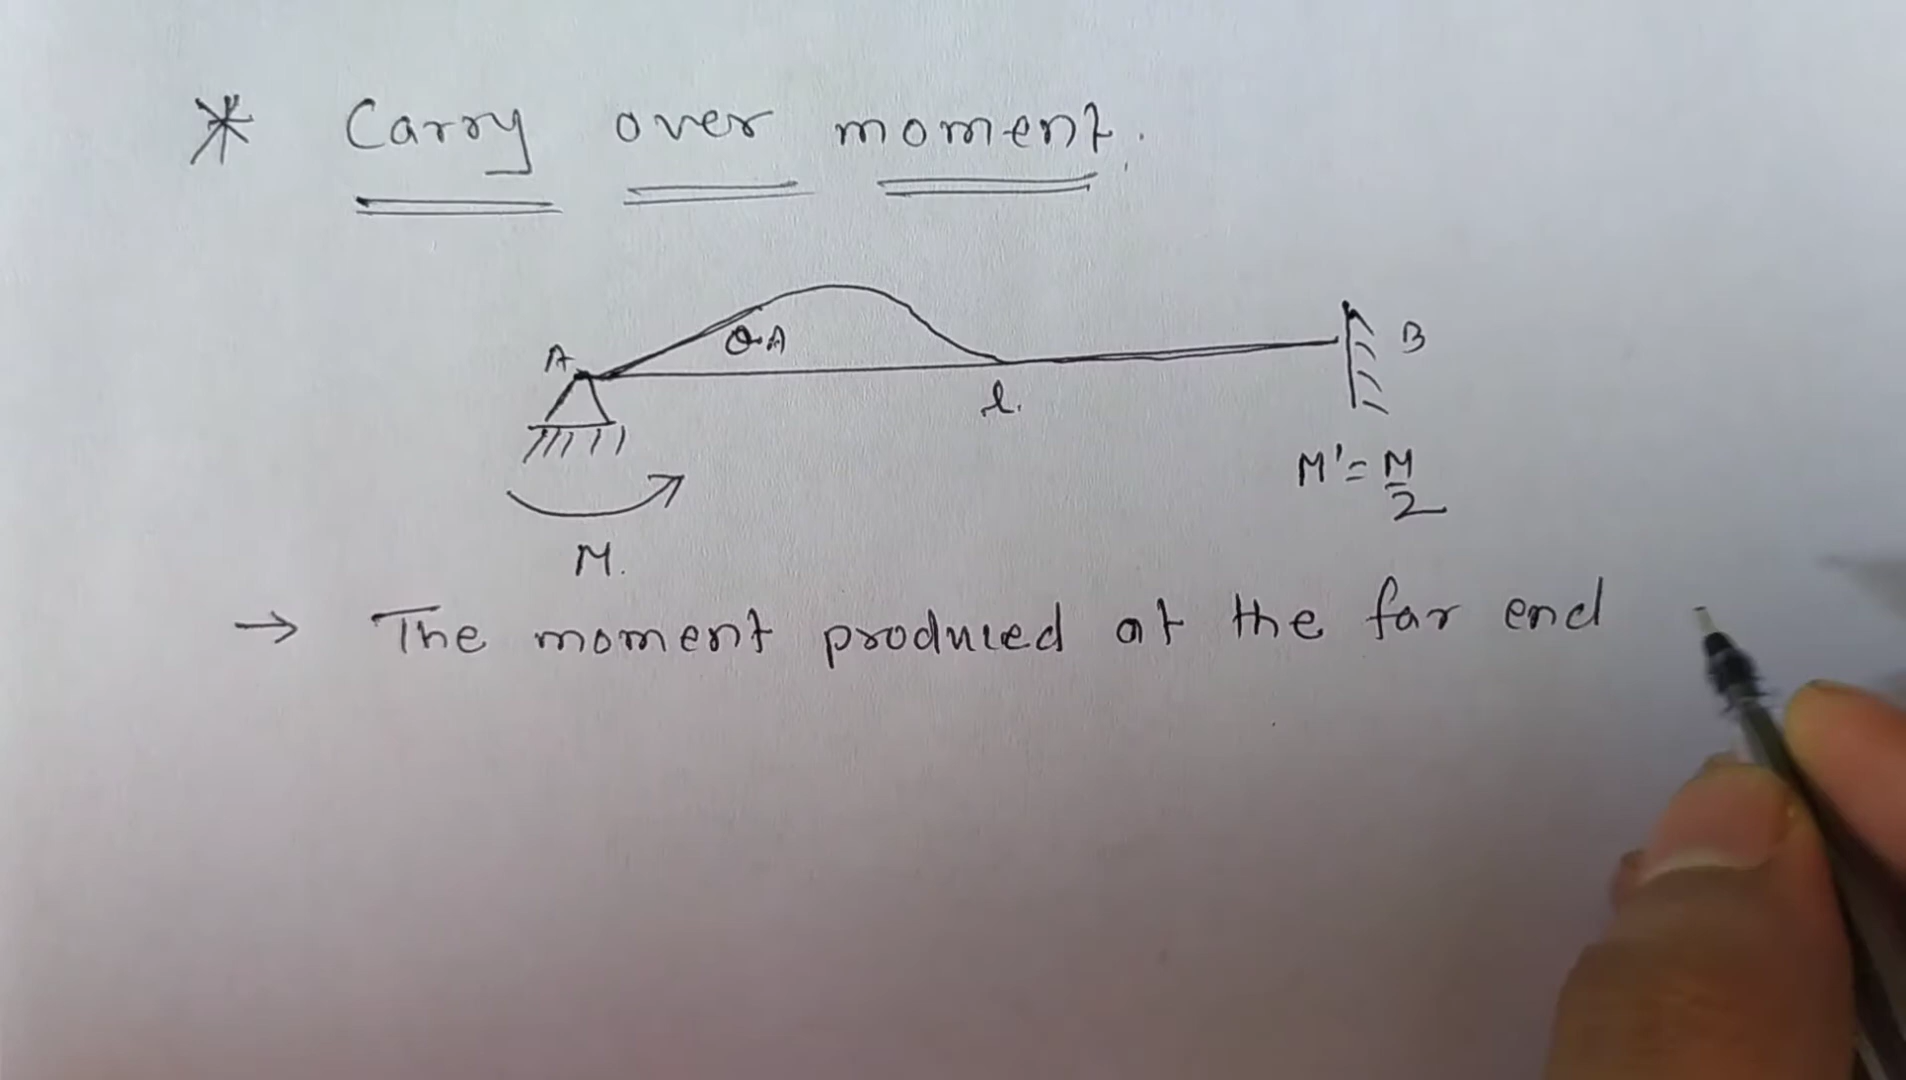 * Carry over moment.
A
θA
l.
B
M' = M/2
M.
→ The moment produced at the far end